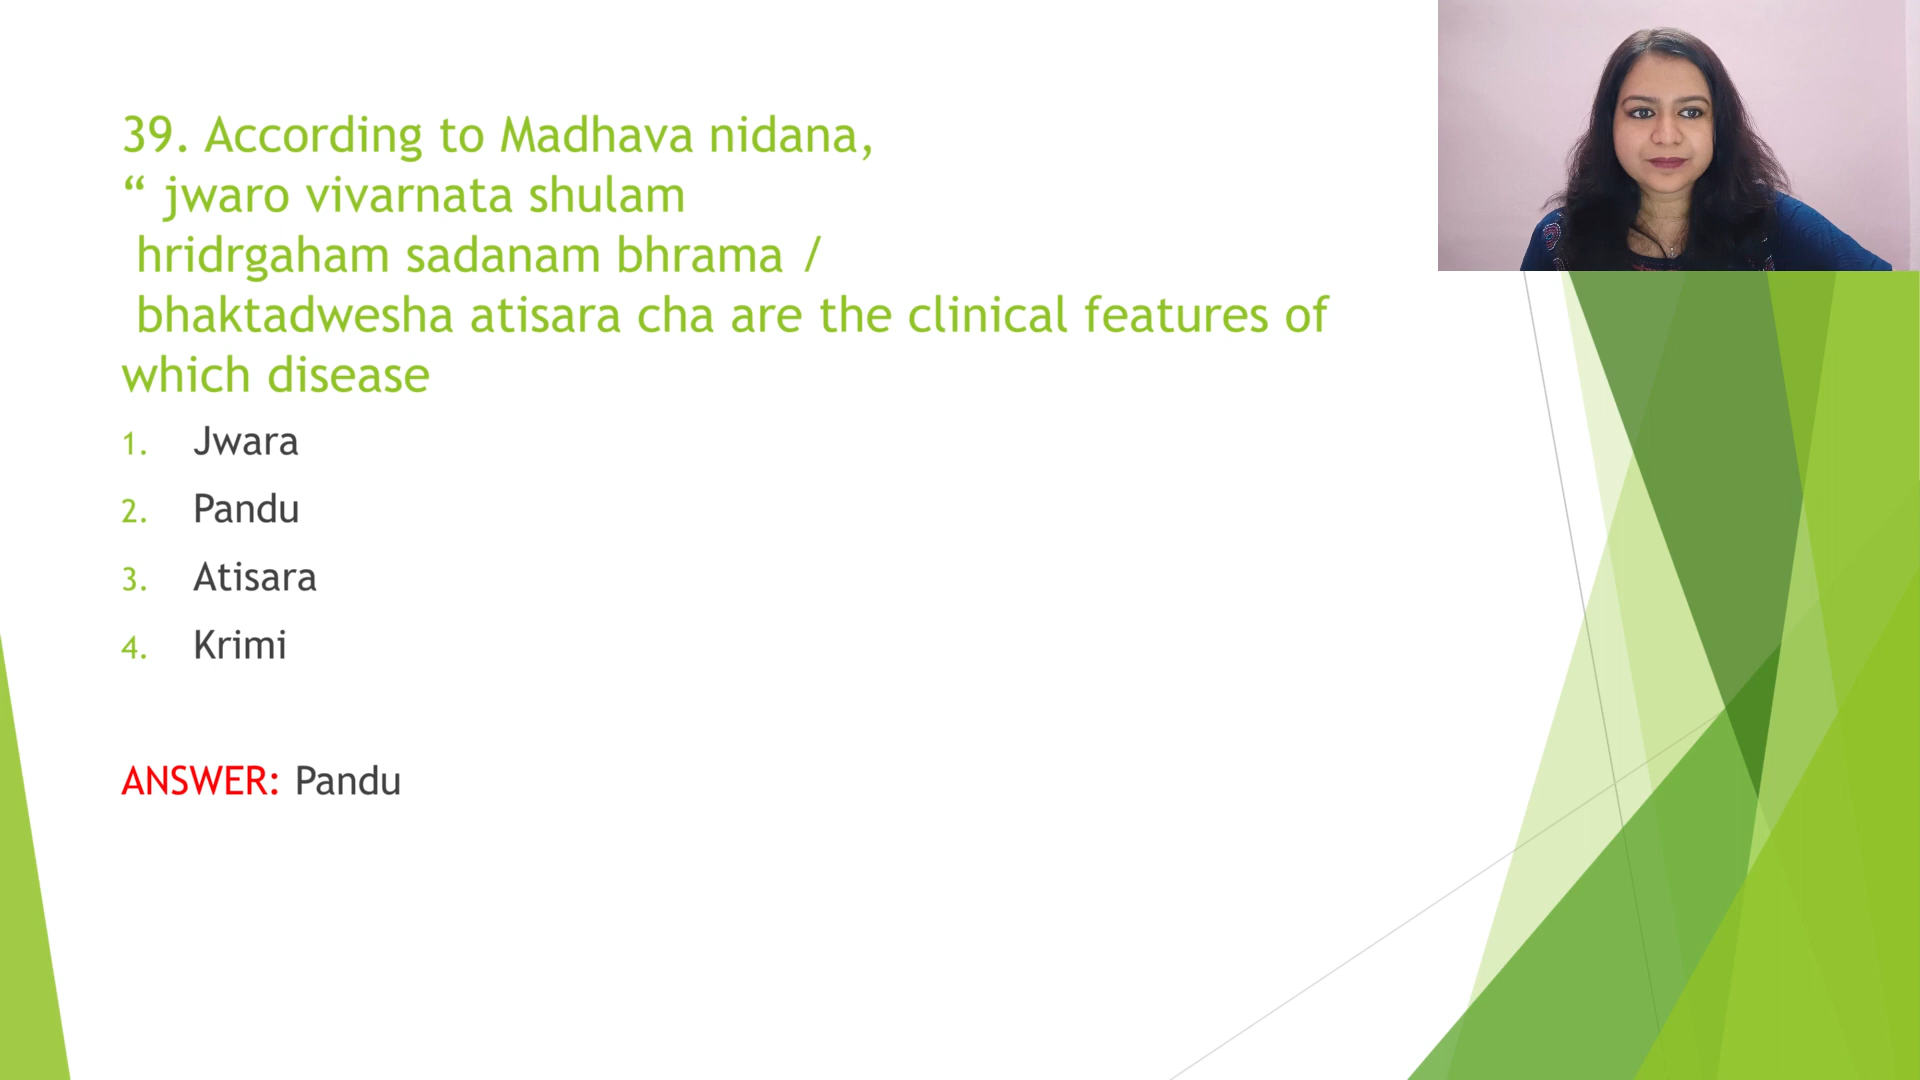 39. According to Madhava nidana,
“ jwaro vivarnata shulam
hridrgaham sadanam bhrama /
bhaktadwesha atisara cha are the clinical features of
which disease
1. Jwara
2. Pandu
3. Atisara
4. Krimi
ANSWER: Pandu